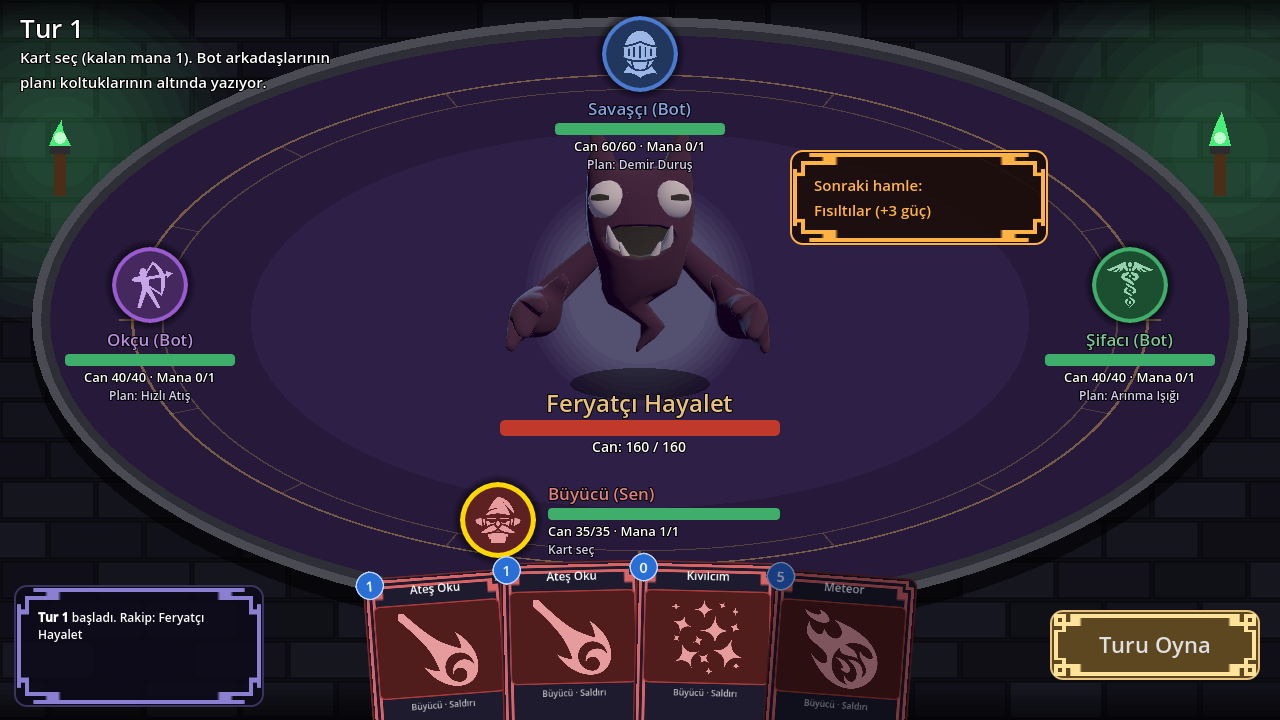 Tur 1
Kart seç (kalan mana 1). Bot arkadaşlarının
planı koltuklarının altında yazıyor.
Savaşçı (Bot)
Can 60/60 · Mana 0/1
Plan: Demir Duruş
Sonraki hamle:
Fısıltılar (+3 güç)
Okçu (Bot)
Can 40/40 · Mana 0/1
Plan: Hızlı Atış
Şifacı (Bot)
Can 40/40 · Mana 0/1
Plan: Arınma Işığı
Feryatçı Hayalet
Can: 160 / 160
Büyücü (Sen)
Can 35/35 · Mana 1/1
Kart seç
1
Ateş Oku
Büyücü · Saldırı
1
Ateş Oku
Büyücü · Saldırı
0
Kıvılcım
Büyücü · Saldırı
5
Meteor
Büyücü · Saldırı
Tur 1 başladı. Rakip: Feryatçı
Hayalet
Turu Oyna